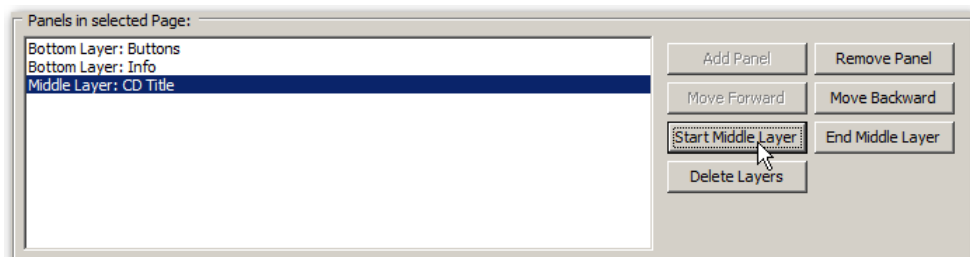 Panels in selected Page:
Bottom Layer: Buttons
Bottom Layer: Info
Middle Layer: CD Title
Add Panel
Remove Panel
Move Forward
Move Backward
Start Middle Layer
End Middle Layer
Delete Layers